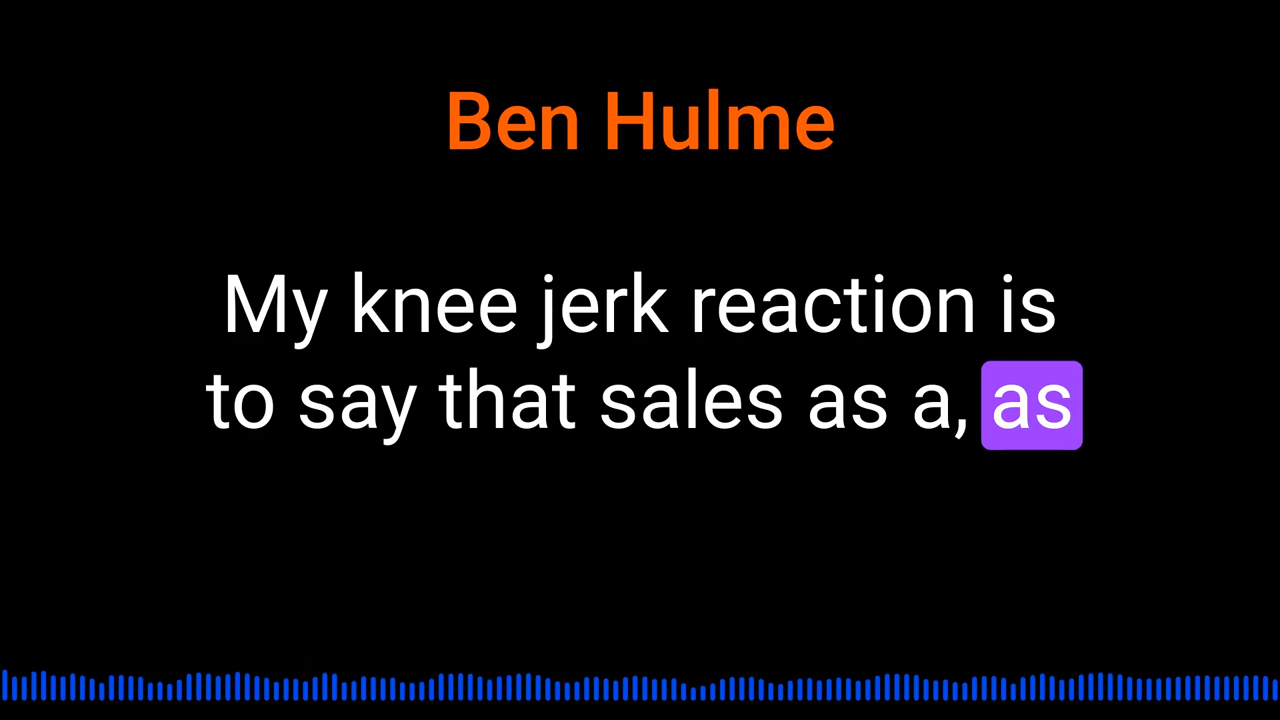 Ben Hulme
My knee jerk reaction is
to say that sales as a, as